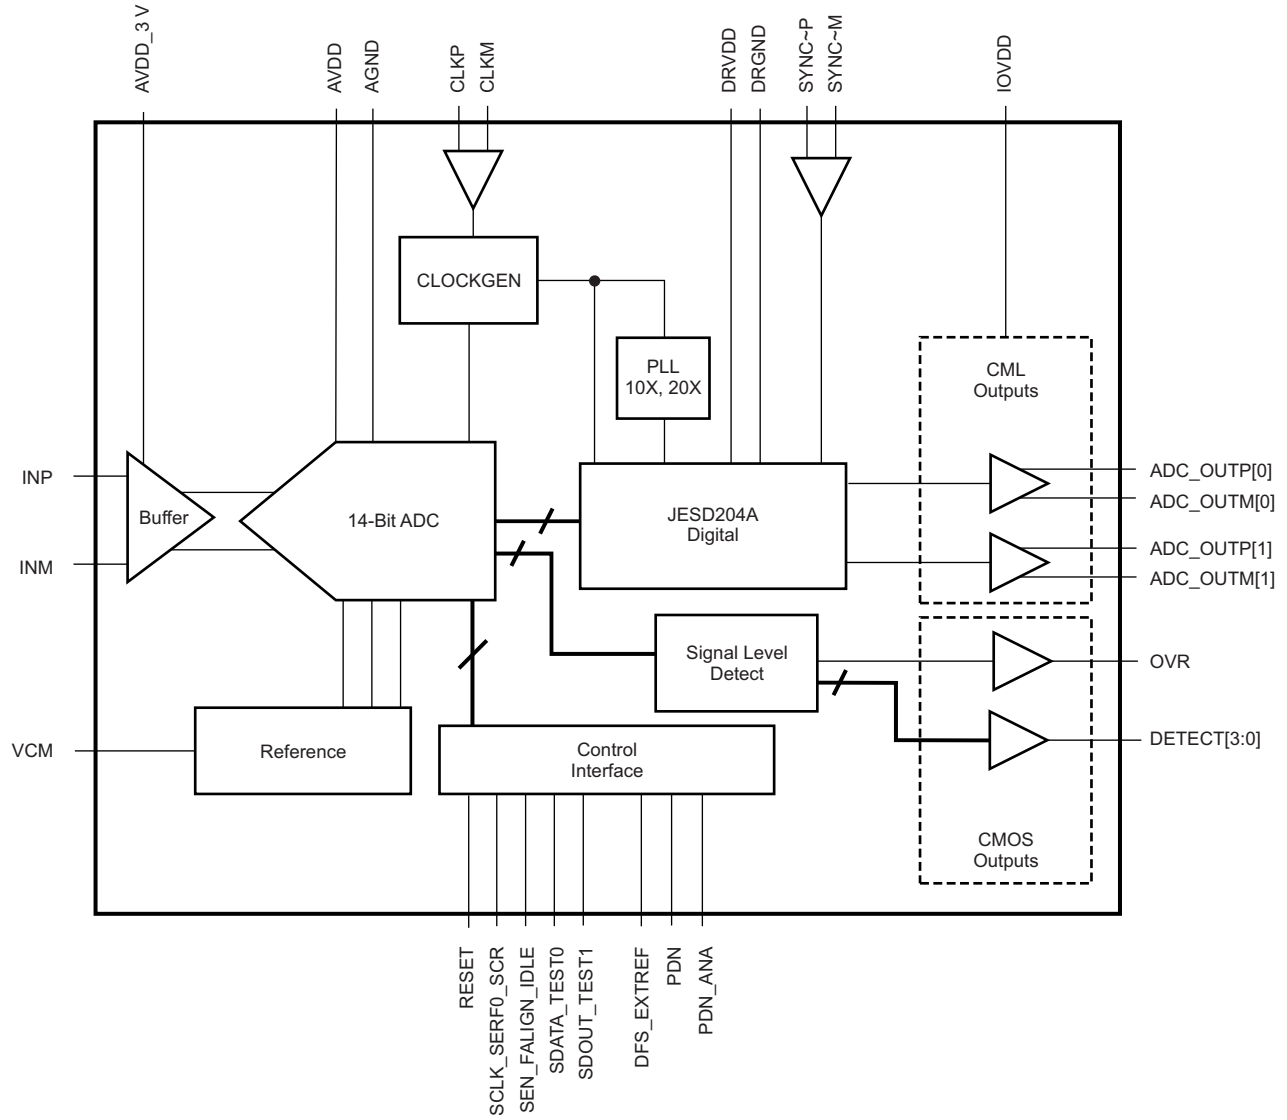 AVDD_3 V
AVDD
AGND
CLKP
CLKM
DRVDD
DRGND
SYNC~P
SYNC~M
IOVDD
CLOCKGEN
PLL
10X, 20X
CML
Outputs
INP
INM
Buffer
14-Bit ADC
JESD204A
Digital
ADC_OUTP[0]
ADC_OUTM[0]
ADC_OUTP[1]
ADC_OUTM[1]
Signal Level
Detect
OVR
DETECT[3:0]
VCM
Reference
Control
Interface
CMOS
Outputs
RESET
SCLK_SERF0_SCR
SEN_FALIGN_IDLE
SDATA_TEST0
SDOUT_TEST1
DFS_EXTREF
PDN
PDN_ANA